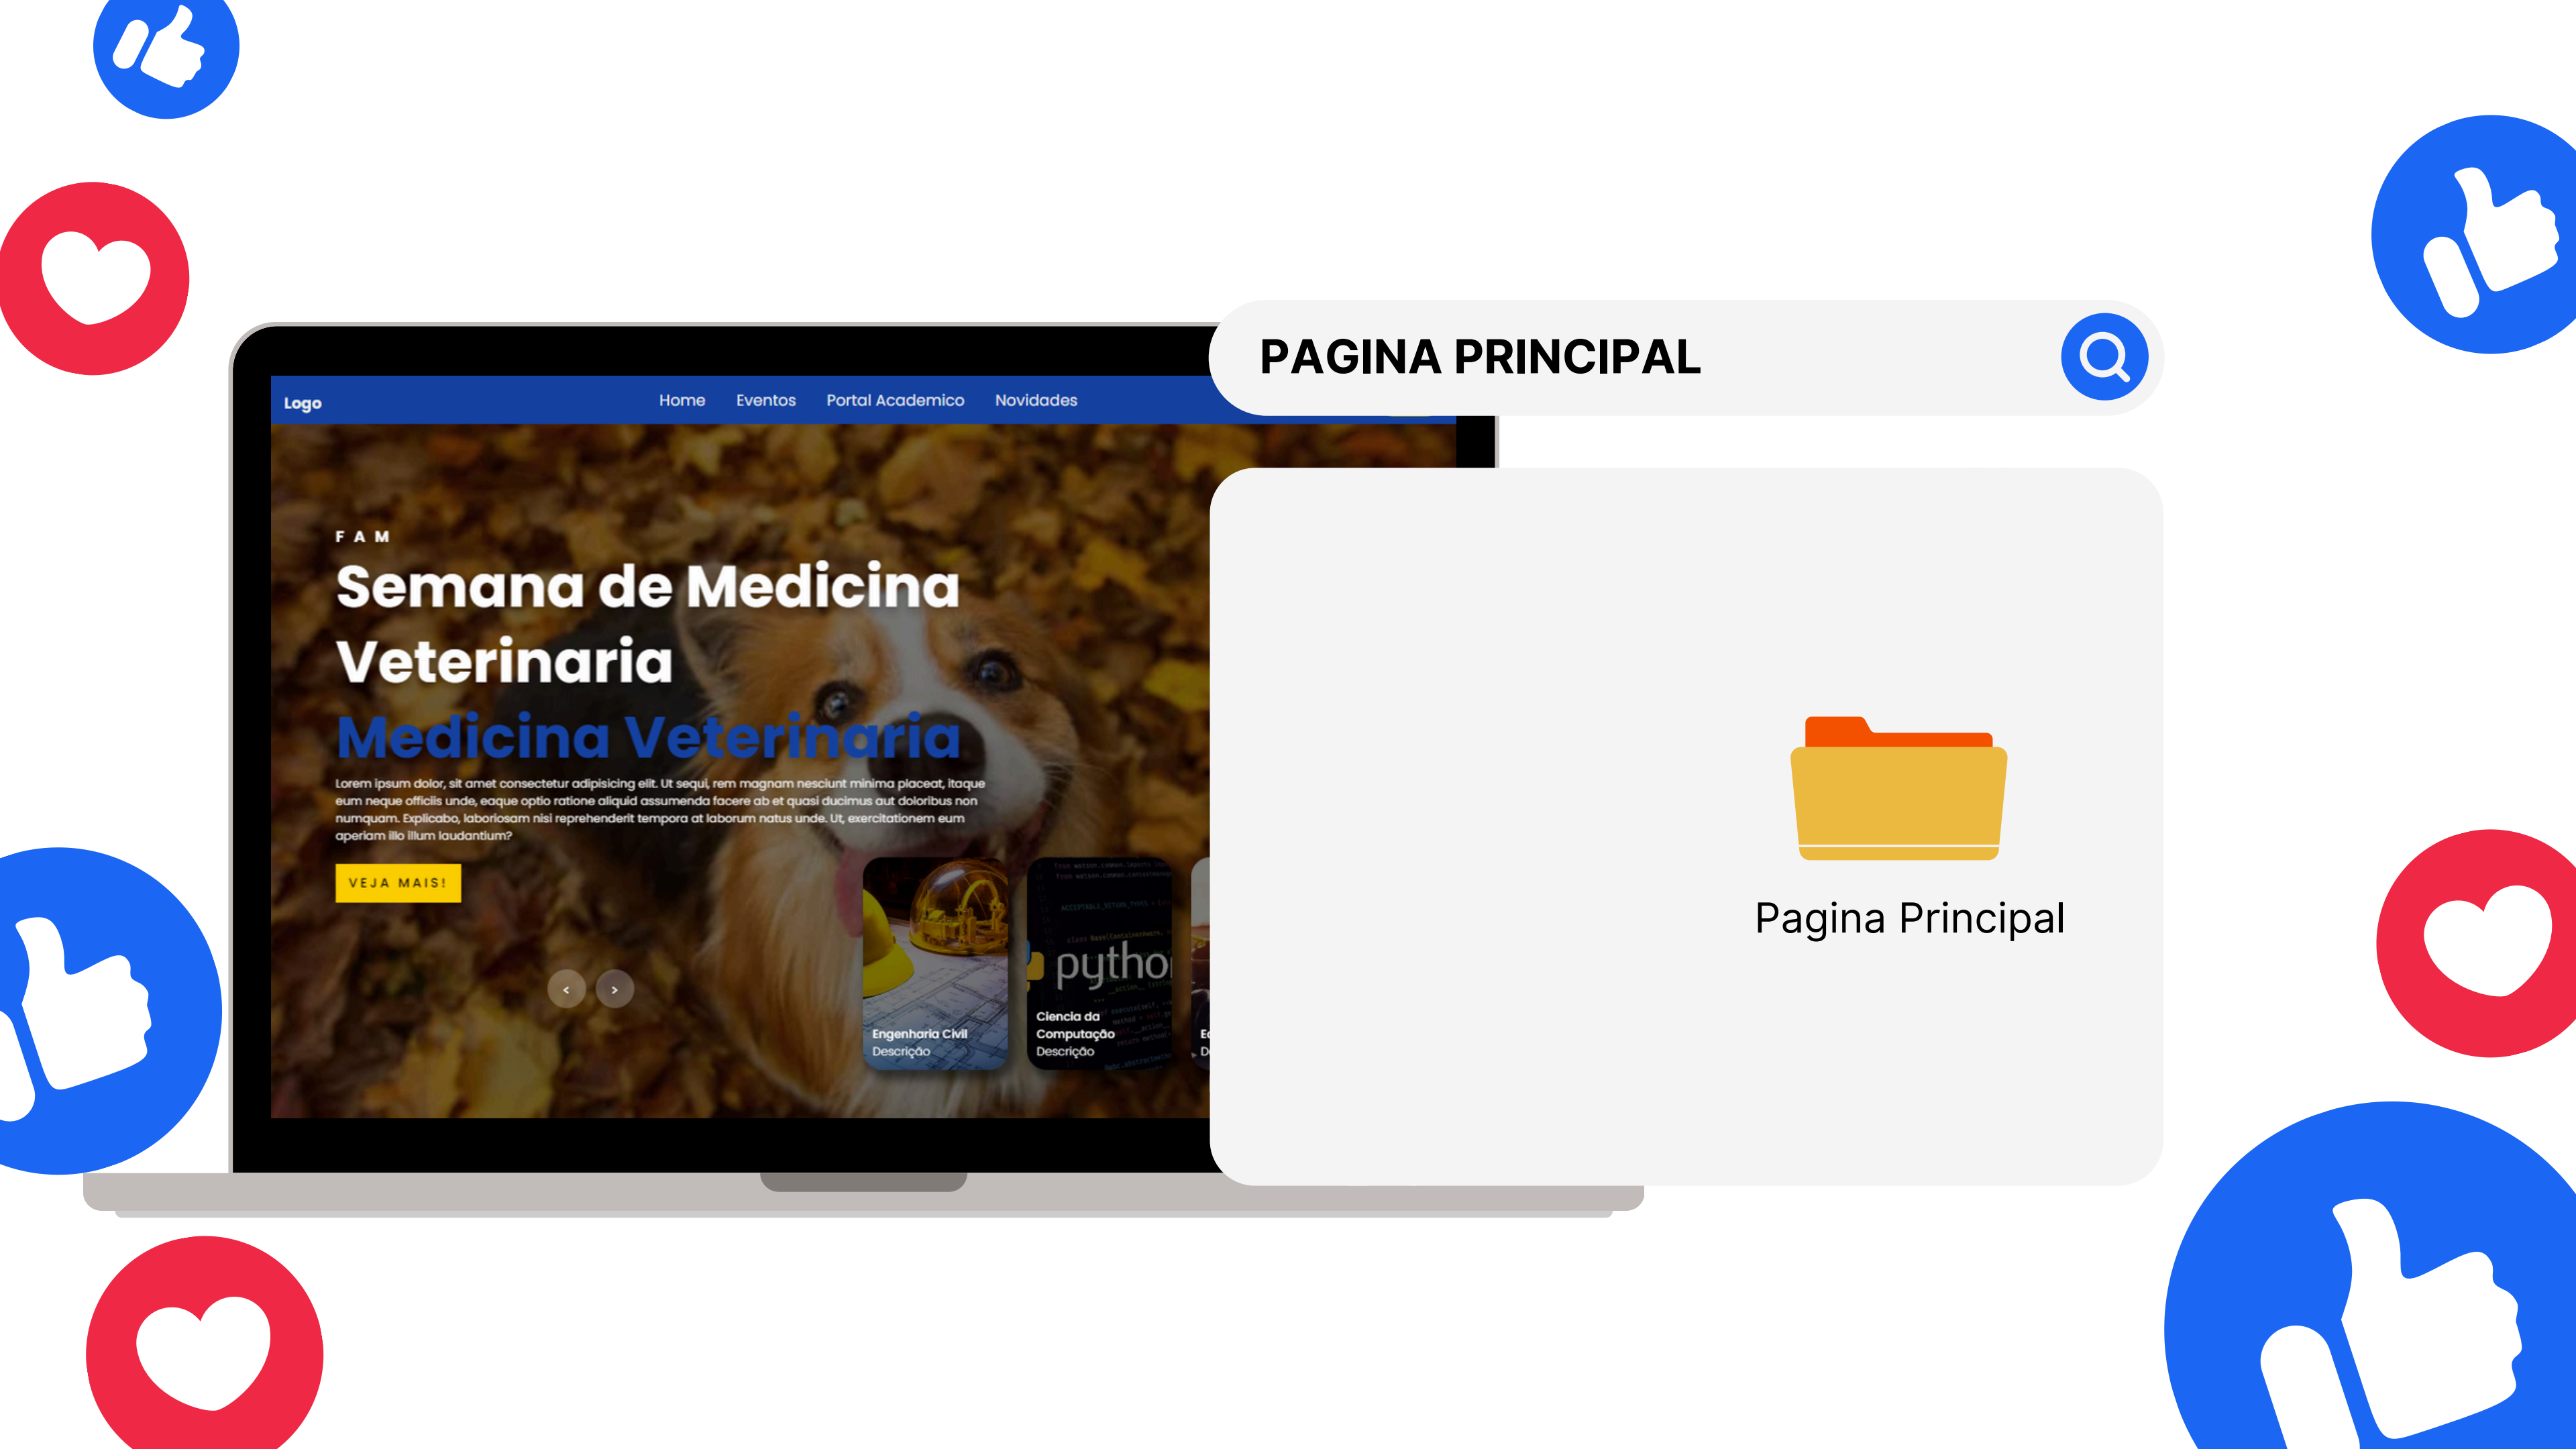 PAGINA PRINCIPAL
Logo
Home Eventos Portal Academico Novidades
FAM
Semana de Medicina
Veterinaria
Medicina Veterinaria
Lorem ipsum dolor, sit amet consectetur adipisicing elit. Ut sequi, rem magnam nesciunt minima placeat, itaque
eum neque officiis unde, eaque optio ratione aliquid assumenda facere ab et quasi ducimus aut doloribus non
numquam. Explicabo, laboriosam nisi reprehenderit tempora at laborum natus unde. Ut, exercitationem eum
aperiam illo illum laudantium?
VEJA MAIS!
< >
Engenharia Civil
Descrição
pytho
Ciencia da
Computação
Descrição
Pagina Principal